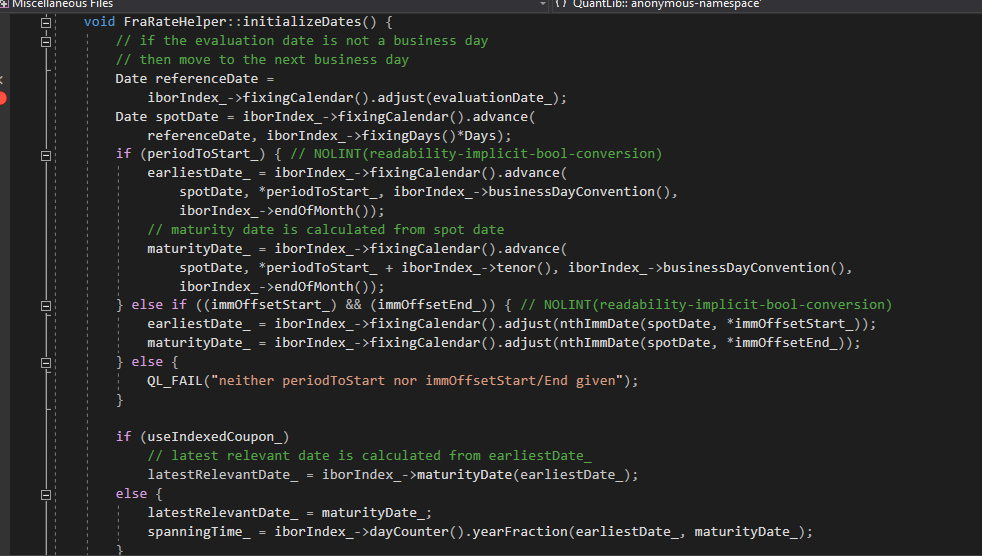 Miscellaneous Files
{} QuantLib::`anonymous-namespace'
void FraRateHelper::initializeDates() {
// if the evaluation date is not a business day
// then move to the next business day
Date referenceDate =
iborIndex_->fixingCalendar().adjust(evaluationDate_);
Date spotDate = iborIndex_->fixingCalendar().advance(
referenceDate, iborIndex_->fixingDays()*Days);
if (periodToStart_) { // NOLINT(readability-implicit-bool-conversion)
earliestDate_ = iborIndex_->fixingCalendar().advance(
spotDate, *periodToStart_, iborIndex_->businessDayConvention(),
iborIndex_->endOfMonth());
// maturity date is calculated from spot date
maturityDate_ = iborIndex_->fixingCalendar().advance(
spotDate, *periodToStart_ + iborIndex_->tenor(), iborIndex_->businessDayConvention(),
iborIndex_->endOfMonth());
} else if ((immOffsetStart_) && (immOffsetEnd_)) { // NOLINT(readability-implicit-bool-conversion)
earliestDate_ = iborIndex_->fixingCalendar().adjust(nthImmDate(spotDate, *immOffsetStart_));
maturityDate_ = iborIndex_->fixingCalendar().adjust(nthImmDate(spotDate, *immOffsetEnd_));
} else {
QL_FAIL("neither periodToStart nor immOffsetStart/End given");
}
if (useIndexedCoupon_)
// latest relevant date is calculated from earliestDate_
latestRelevantDate_ = iborIndex_->maturityDate(earliestDate_);
else {
latestRelevantDate_ = maturityDate_;
spanningTime_ = iborIndex_->dayCounter().yearFraction(earliestDate_, maturityDate_);
}